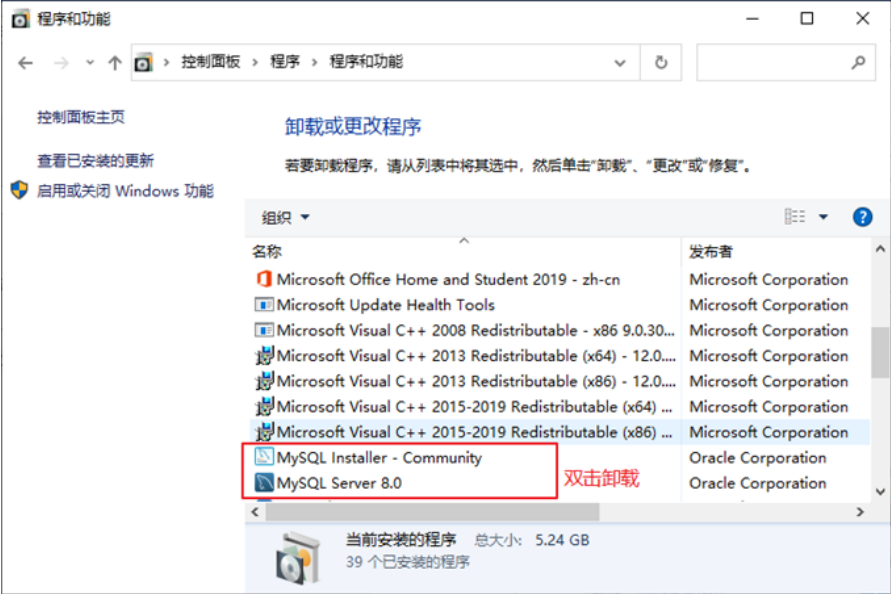 程序和功能
控制面板 › 程序 › 程序和功能
控制面板主页
查看已安装的更新
启用或关闭 Windows 功能
卸载或更改程序
若要卸载程序，请从列表中将其选中，然后单击“卸载”、“更改”或“修复”。
组织
名称 发布者
Microsoft Office Home and Student 2019 - zh-cn Microsoft Corporation
Microsoft Update Health Tools Microsoft Corporation
Microsoft Visual C++ 2008 Redistributable - x86 9.0.30... Microsoft Corporation
Microsoft Visual C++ 2013 Redistributable (x64) - 12.0.... Microsoft Corporation
Microsoft Visual C++ 2013 Redistributable (x86) - 12.0.... Microsoft Corporation
Microsoft Visual C++ 2015-2019 Redistributable (x64) ... Microsoft Corporation
Microsoft Visual C++ 2015-2019 Redistributable (x86) ... Microsoft Corporation
MySQL Installer - Community Oracle Corporation
MySQL Server 8.0 双击卸载 Oracle Corporation
当前安装的程序 总大小: 5.24 GB
39 个已安装的程序